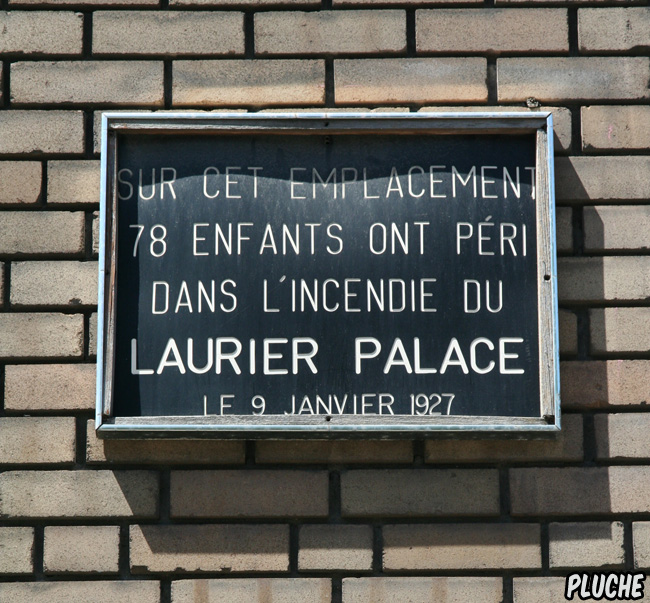 SUR CET EMPLACEMENT
78 ENFANTS ONT PÉRI
DANS L'INCENDIE DU
LAURIER PALACE
LE 9 JANVIER 1927
PLUCHE